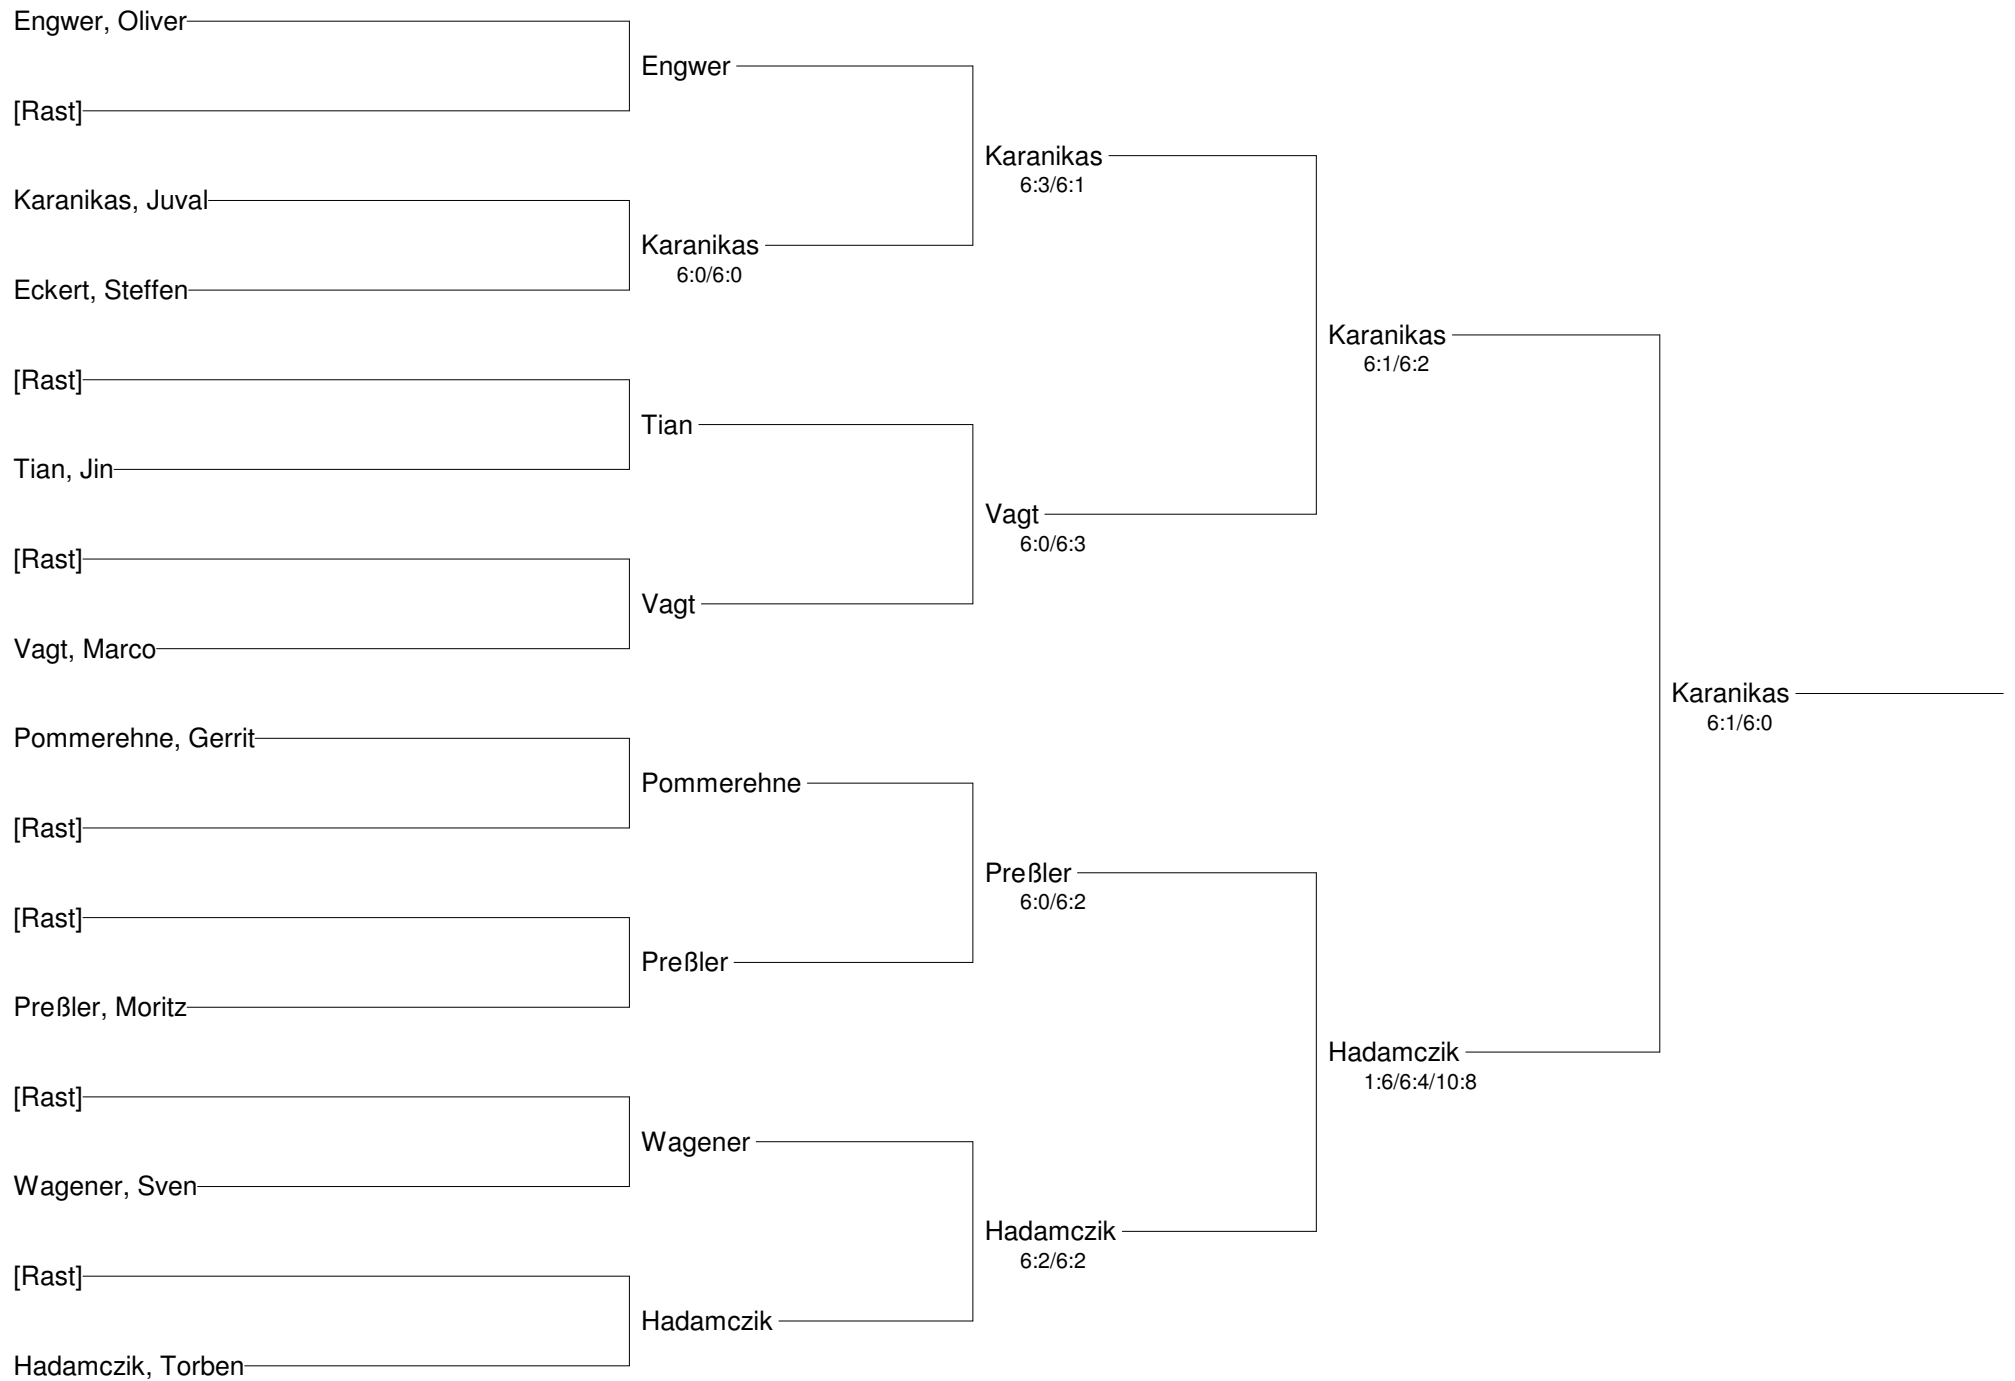 Engwer, Oliver
[Rast]
Karanikas, Juval
Eckert, Steffen
[Rast]
Tian, Jin
[Rast]
Vagt, Marco
Pommerehne, Gerrit
[Rast]
[Rast]
Preßler, Moritz
[Rast]
Wagener, Sven
[Rast]
Hadamczik, Torben
Engwer
Karanikas
6:0/6:0
Tian
Vagt
Pommerehne
Preßler
Wagener
Hadamczik
Karanikas
6:3/6:1
Vagt
6:0/6:3
Preßler
6:0/6:2
Hadamczik
6:2/6:2
Karanikas
6:1/6:2
Hadamczik
1:6/6:4/10:8
Karanikas
6:1/6:0